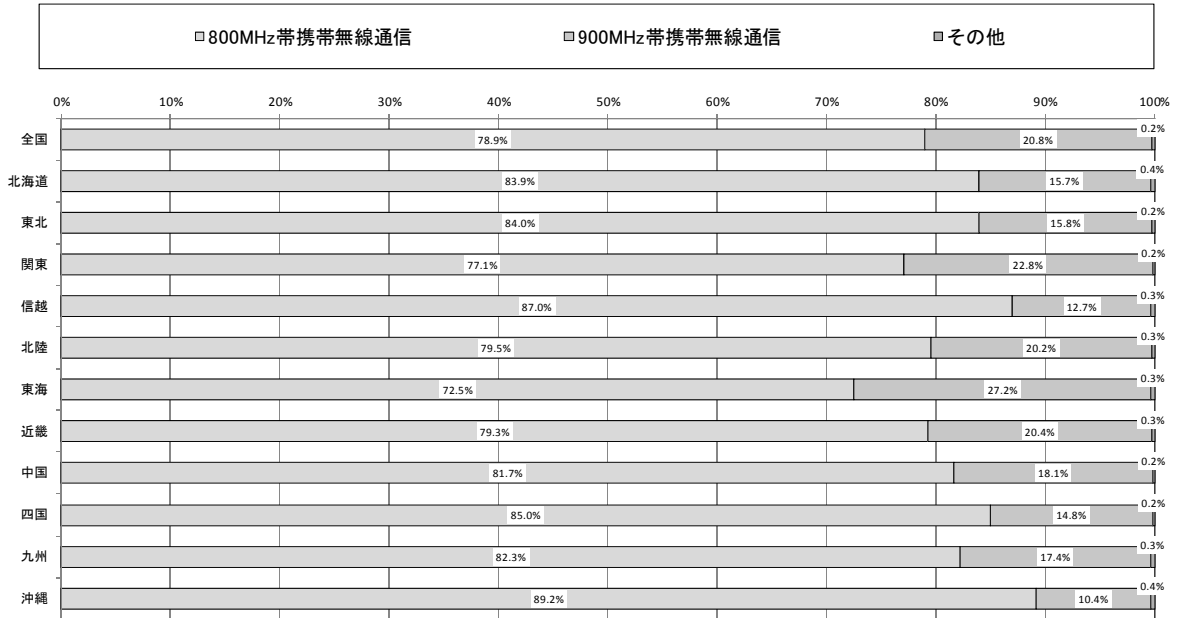 800MHz帯携帯無線通信 900MHz帯携帯無線通信 その他
0% 10% 20% 30% 40% 50% 60% 70% 80% 90% 100%
全国 78.9% 20.8% 0.2%
北海道 83.9% 15.7% 0.4%
東北 84.0% 15.8% 0.2%
関東 77.1% 22.8% 0.2%
信越 87.0% 12.7% 0.3%
北陸 79.5% 20.2% 0.3%
東海 72.5% 27.2% 0.3%
近畿 79.3% 20.4% 0.3%
中国 81.7% 18.1% 0.2%
四国 85.0% 14.8% 0.2%
九州 82.3% 17.4% 0.3%
沖縄 89.2% 10.4% 0.4%